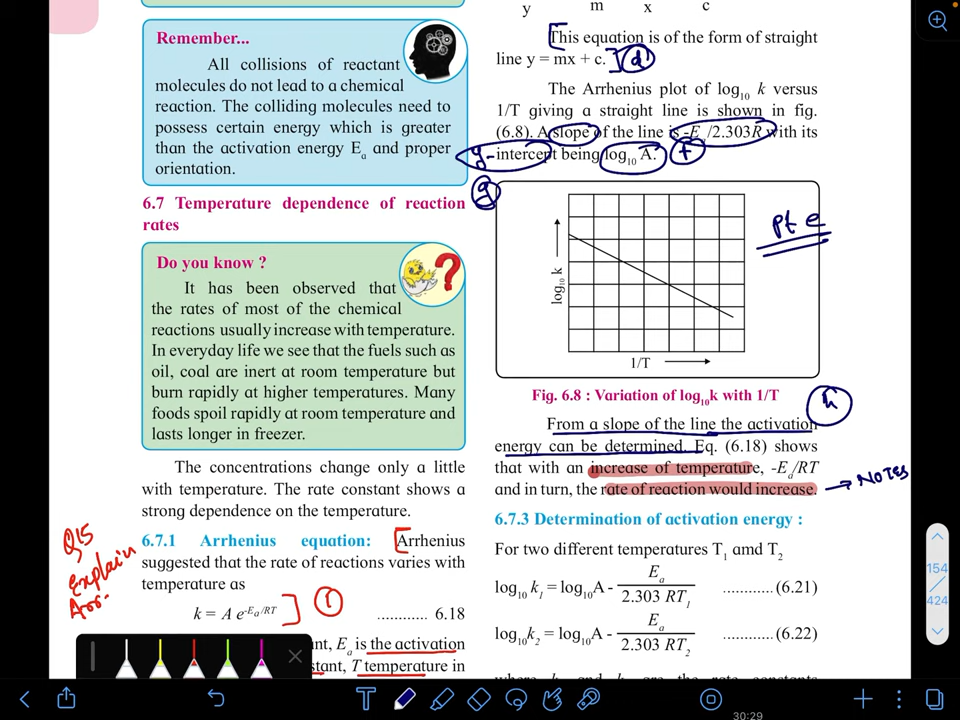 Remember...
All collisions of reactant
molecules do not lead to a chemical
reaction. The colliding molecules need to
possess certain energy which is greater
than the activation energy Ea and proper
orientation.
6.7 Temperature dependence of reaction
rates
Do you know ?
It has been observed that
the rates of most of the chemical
reactions usually increase with temperature.
In everyday life we see that the fuels such as
oil, coal are inert at room temperature but
burn rapidly at higher temperatures. Many
foods spoil rapidly at room temperature and
lasts longer in freezer.
The concentrations change only a little
with temperature. The rate constant shows a
strong dependence on the temperature.
6.7.1 Arrhenius equation: [Arrhenius
suggested that the rate of reactions varies with
temperature as
k = A e^-Ea/RT ] ① ............ 6.18
Q15
Explain
Arr.
nt, Ea is the activation
stant, T temperature in
y m x c
[This equation is of the form of straight
line y = mx + c.] d
The Arrhenius plot of log10 k versus
1/T giving a straight line is shown in fig.
(6.8). A slope of the line is -Ea/2.303R with its
y- intercept being log10 A. f
g
pt e
log10 k
1/T
Fig. 6.8 : Variation of log10k with 1/T
h
From a slope of the line the activation
energy can be determined. Eq. (6.18) shows
that with an increase of temperature, -Ea/RT
and in turn, the rate of reaction would increase. → NOTES
6.7.3 Determination of activation energy :
For two different temperatures T1 amd T2
log10 k1 = log10A - Ea / 2.303 RT1 ............(6.21)
log10 k2 = log10A - Ea / 2.303 RT2 ............(6.22)
154
424
T
30:29